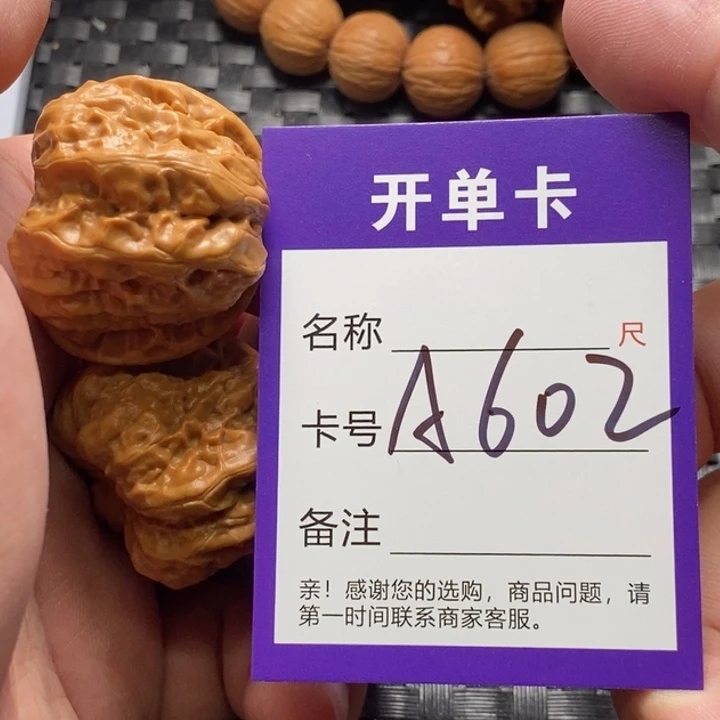 开单卡
名称 尺
卡号 A602
备注
亲！感谢您的选购，商品问题，请
第一时间联系商家客服。